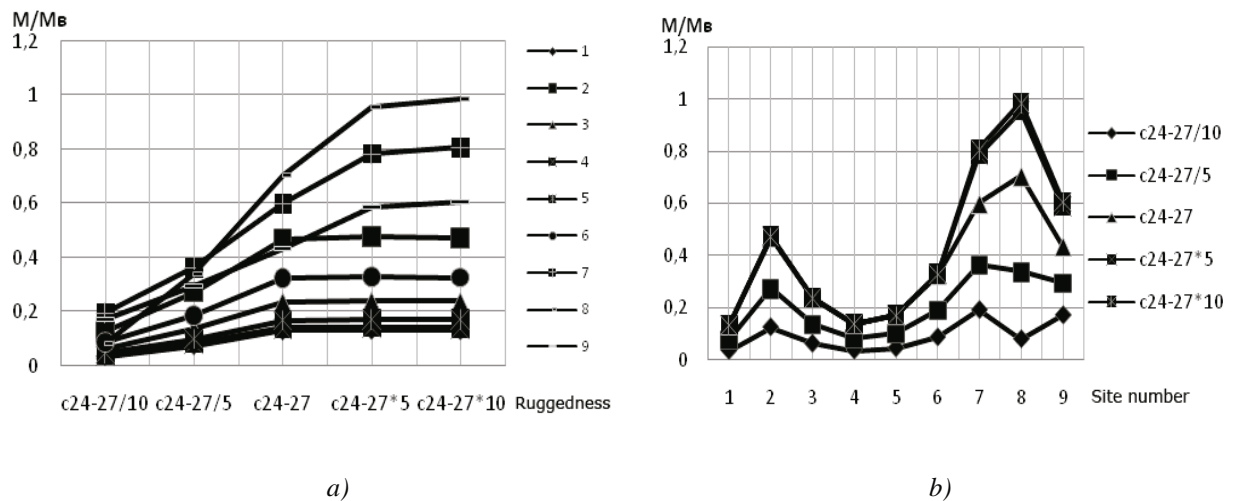 M/Mв
1,2
1
0,8
0,6
0,4
0,2
0
c24-27/10 c24-27/5 c24-27 c24-27*5 c24-27*10 Ruggedness
1
2
3
4
5
6
7
8
9
a)
M/Mв
1,2
1
0,8
0,6
0,4
0,2
0
1 2 3 4 5 6 7 8 9 Site number
c24-27/10
c24-27/5
c24-27
c24-27*5
c24-27*10
b)